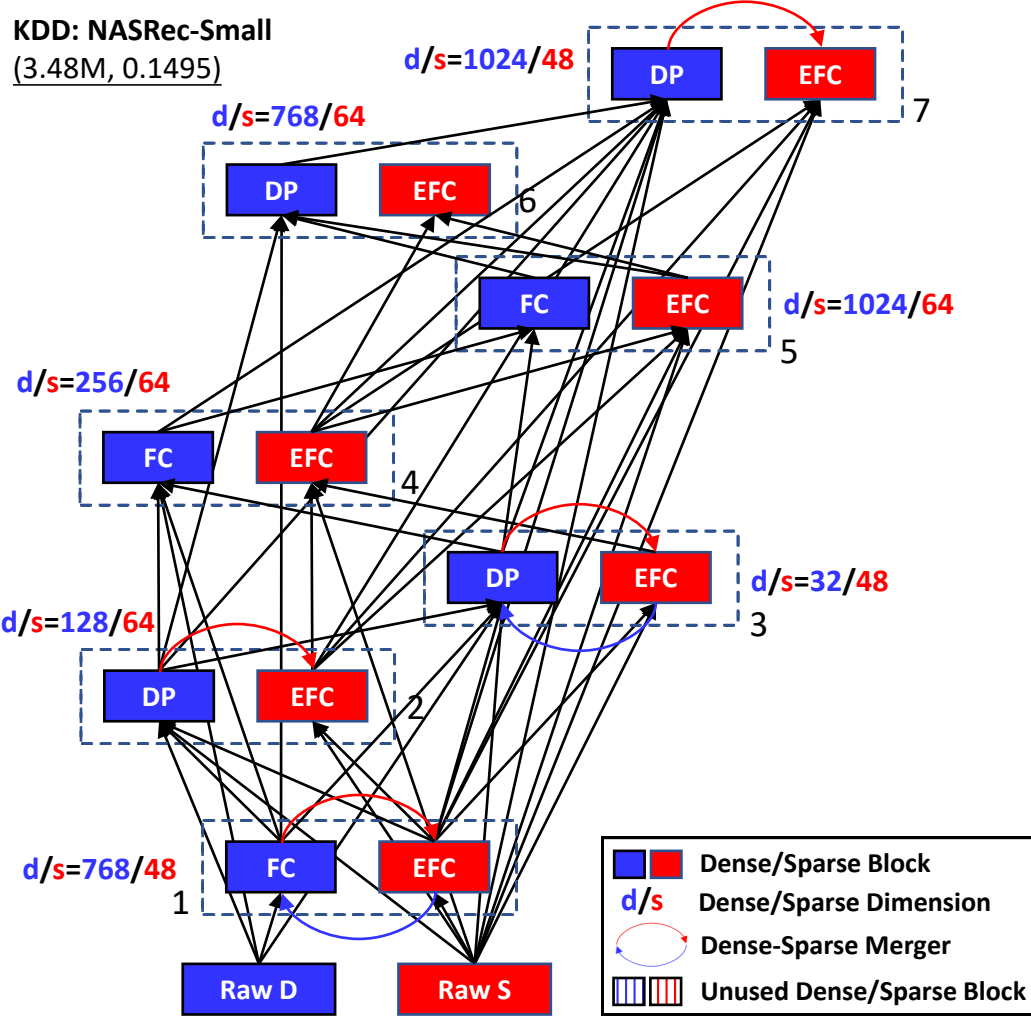 KDD: NASRec-Small
(3.48M, 0.1495)
d/s=1024/48
DP
EFC
7
d/s=768/64
DP
EFC
6
FC
EFC
d/s=1024/64
5
d/s=256/64
FC
EFC
4
DP
EFC
d/s=32/48
3
d/s=128/64
DP
EFC
2
d/s=768/48
FC
EFC
1
Raw D
Raw S
Dense/Sparse Block
d/s Dense/Sparse Dimension
Dense-Sparse Merger
Unused Dense/Sparse Block